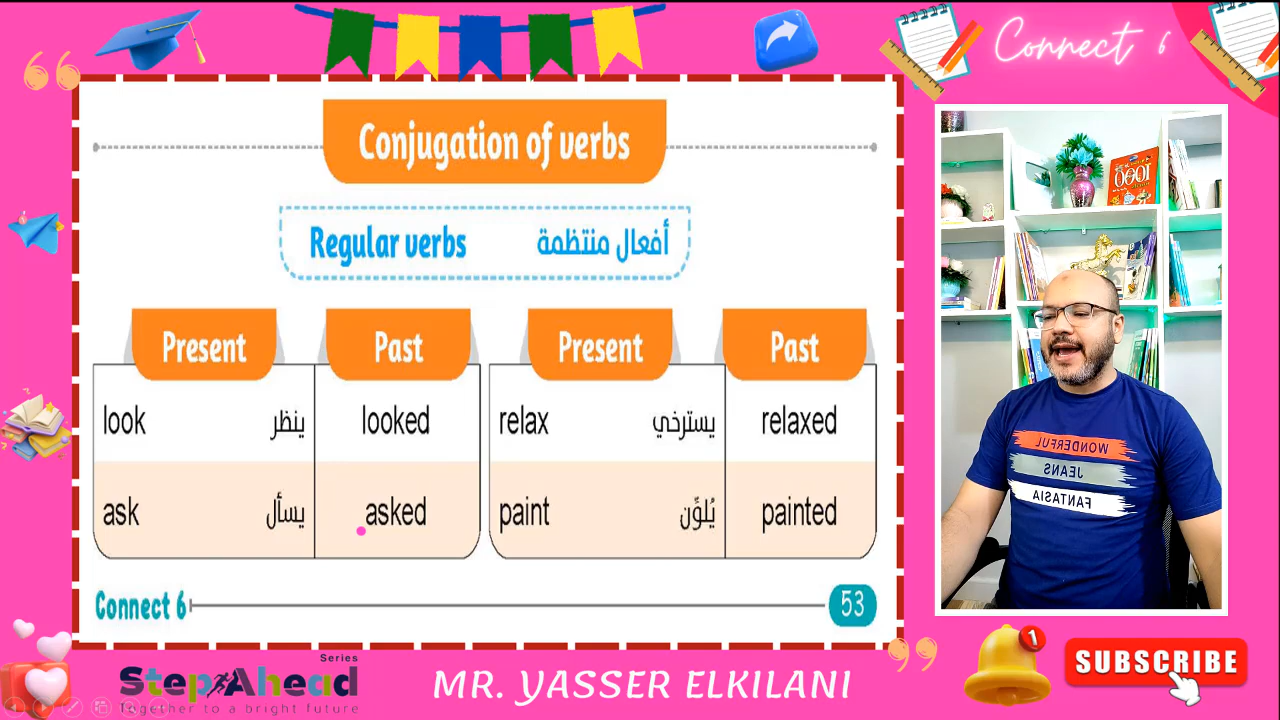 Connect 6
Conjugation of verbs
Regular verbs أفعال منتظمة
Present Past Present Past
look ينظر looked relax يسترخي relaxed
ask يسأل asked paint يُلوِّن painted
Connect 6 53
WONDERFUL
JEANS
FANTASIA
Series
StepAhead
Together to a bright future
MR. YASSER ELKILANI
1
SUBSCRIBE